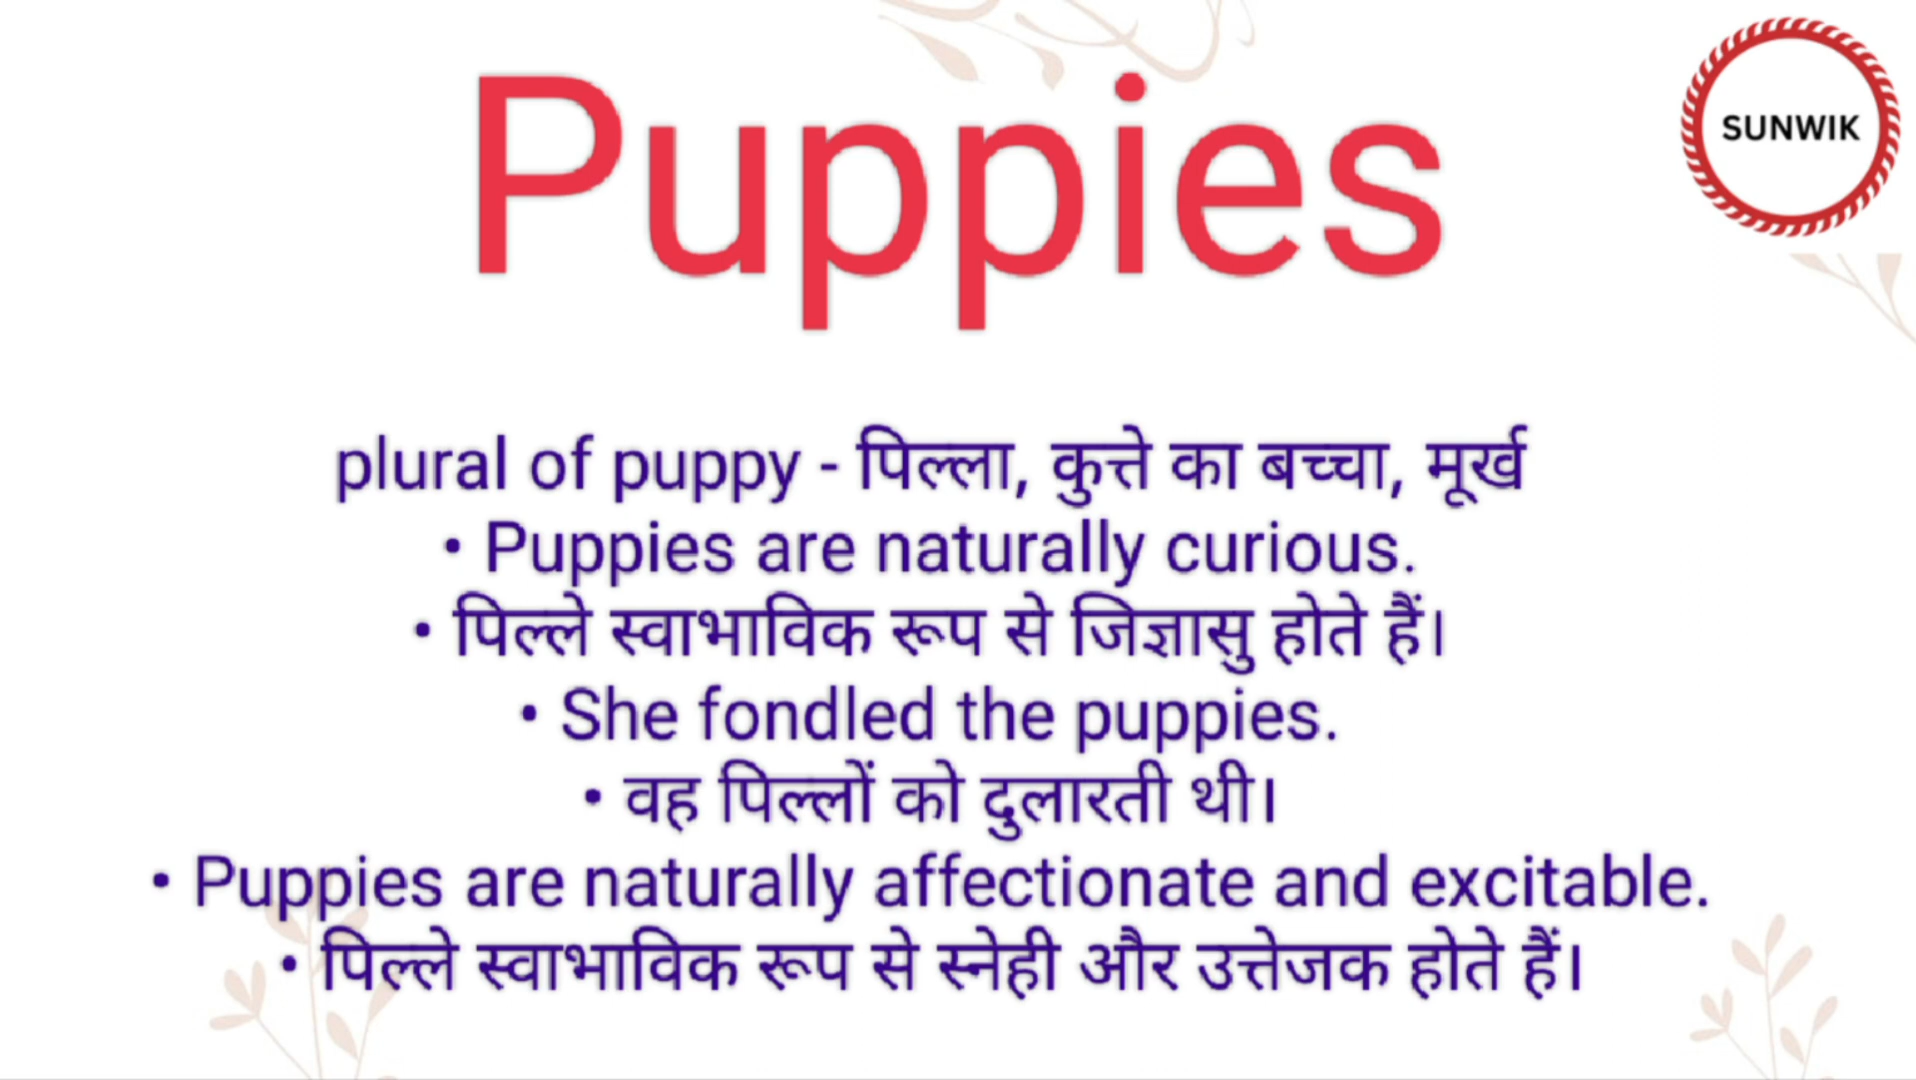 SUNWIK
Puppies
plural of puppy - पिल्ला, कुत्ते का बच्चा, मूर्ख
• Puppies are naturally curious.
• पिल्ले स्वाभाविक रूप से जिज्ञासु होते हैं।
• She fondled the puppies.
• वह पिल्लों को दुलारती थी।
• Puppies are naturally affectionate and excitable.
• पिल्ले स्वाभाविक रूप से स्नेही और उत्तेजक होते हैं।